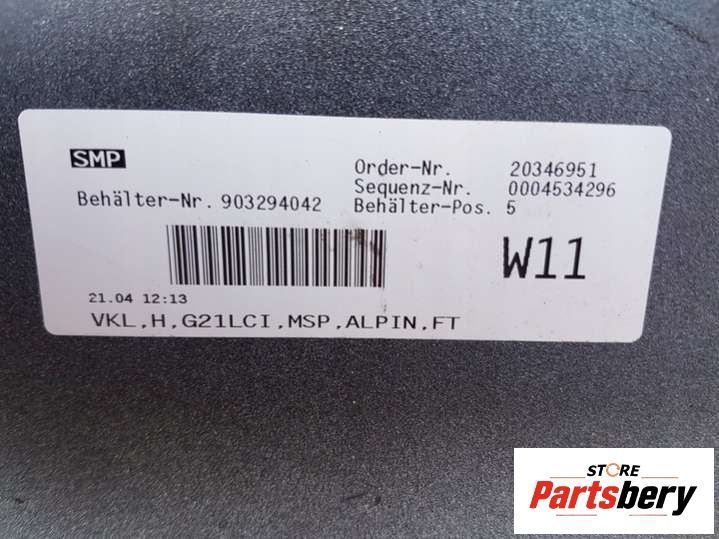 SMP
Order-Nr. 20346951
Sequenz-Nr. 0004534296
Behälter-Nr. 903294042
Behälter-Pos. 5
W11
21.04 12:13
VKL,H,G21LCI,MSP,ALPIN,FT
STORE
Partsbery